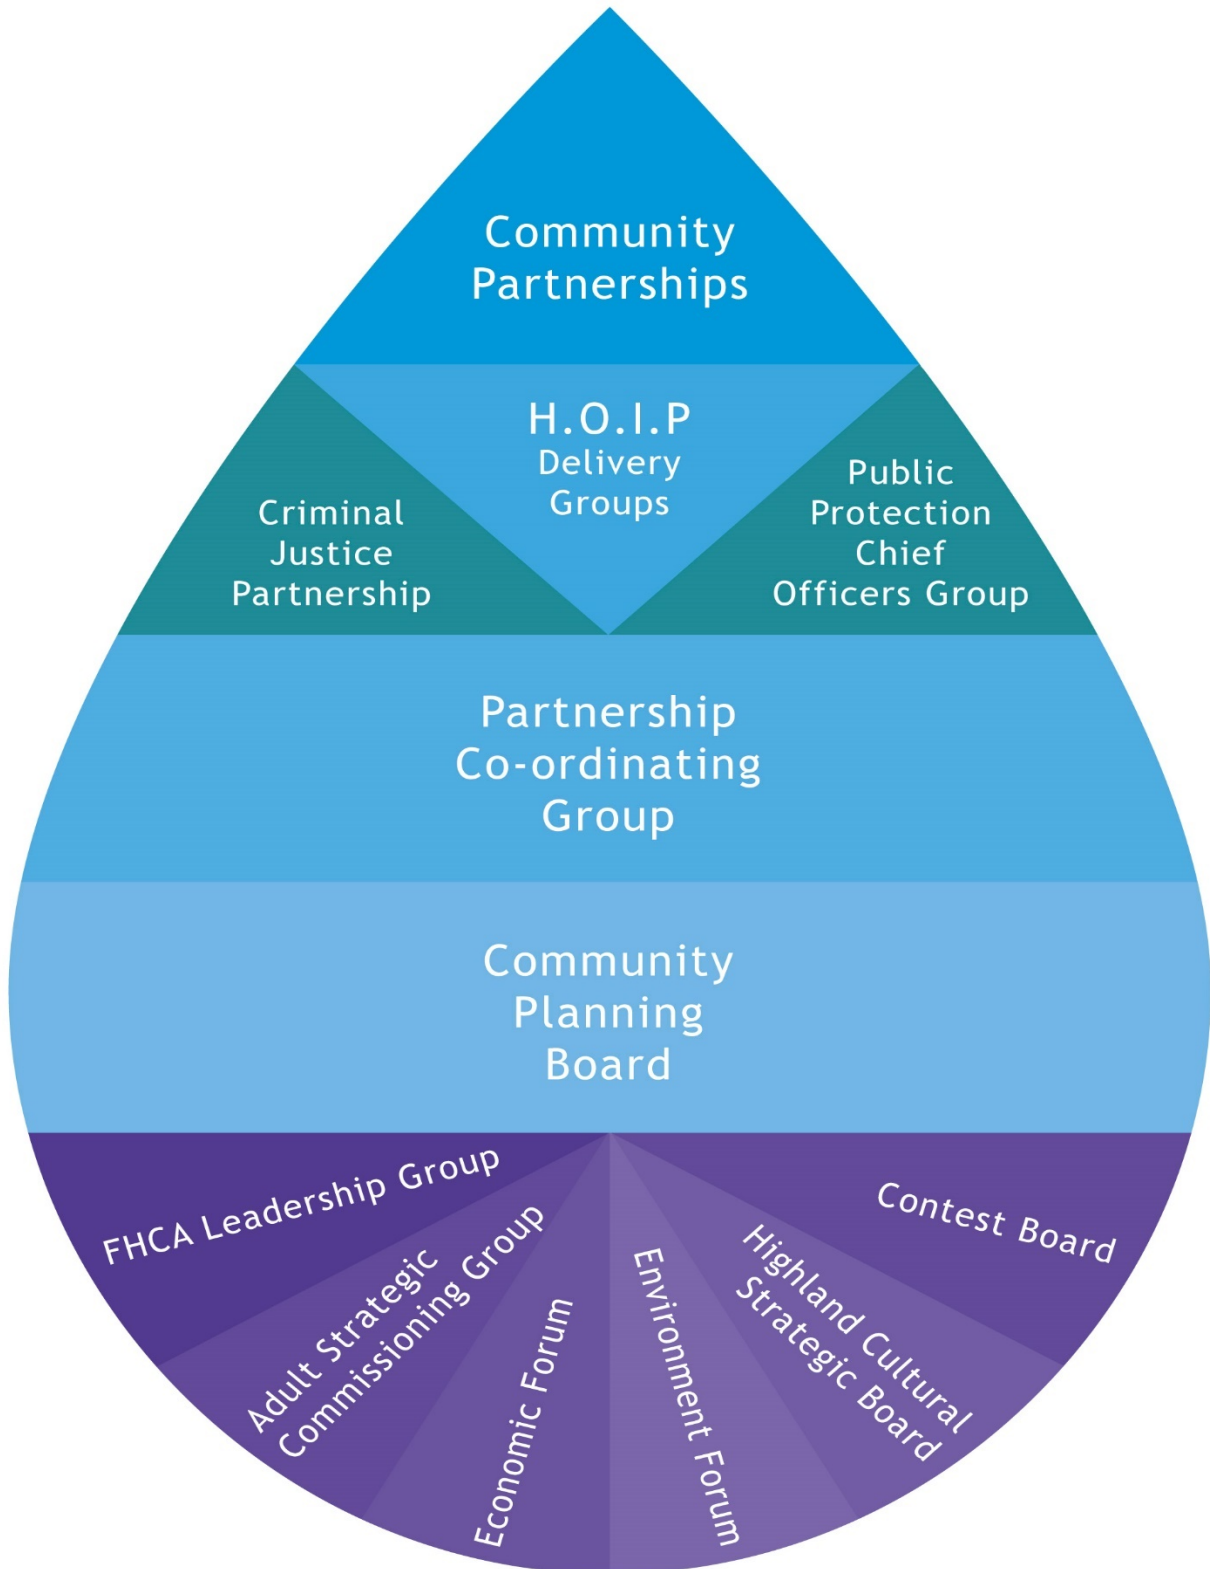 Community
Partnerships
H.O.I.P
Delivery
Groups
Criminal
Justice
Partnership
Public
Protection
Chief
Officers Group
Partnership
Co-ordinating
Group
Community
Planning
Board
FHCA Leadership Group
Adult Strategic
Commissioning Group
Economic Forum
Environment Forum
Highland Cultural
Strategic Board
Contest Board